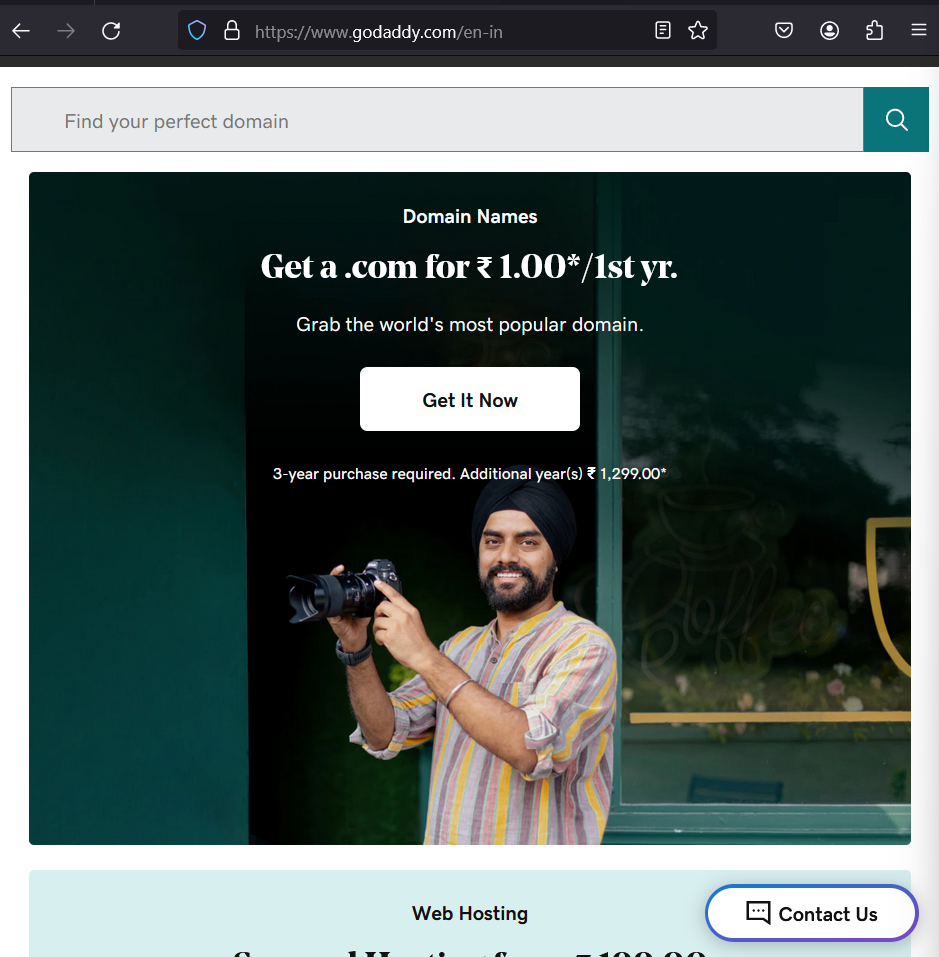 https://www.godaddy.com/en-in
Find your perfect domain
Domain Names
Get a .com for ₹ 1.00*/1st yr.
Grab the world's most popular domain.
Get It Now
3-year purchase required. Additional year(s) ₹ 1,299.00*
Coffee
Web Hosting
Contact Us